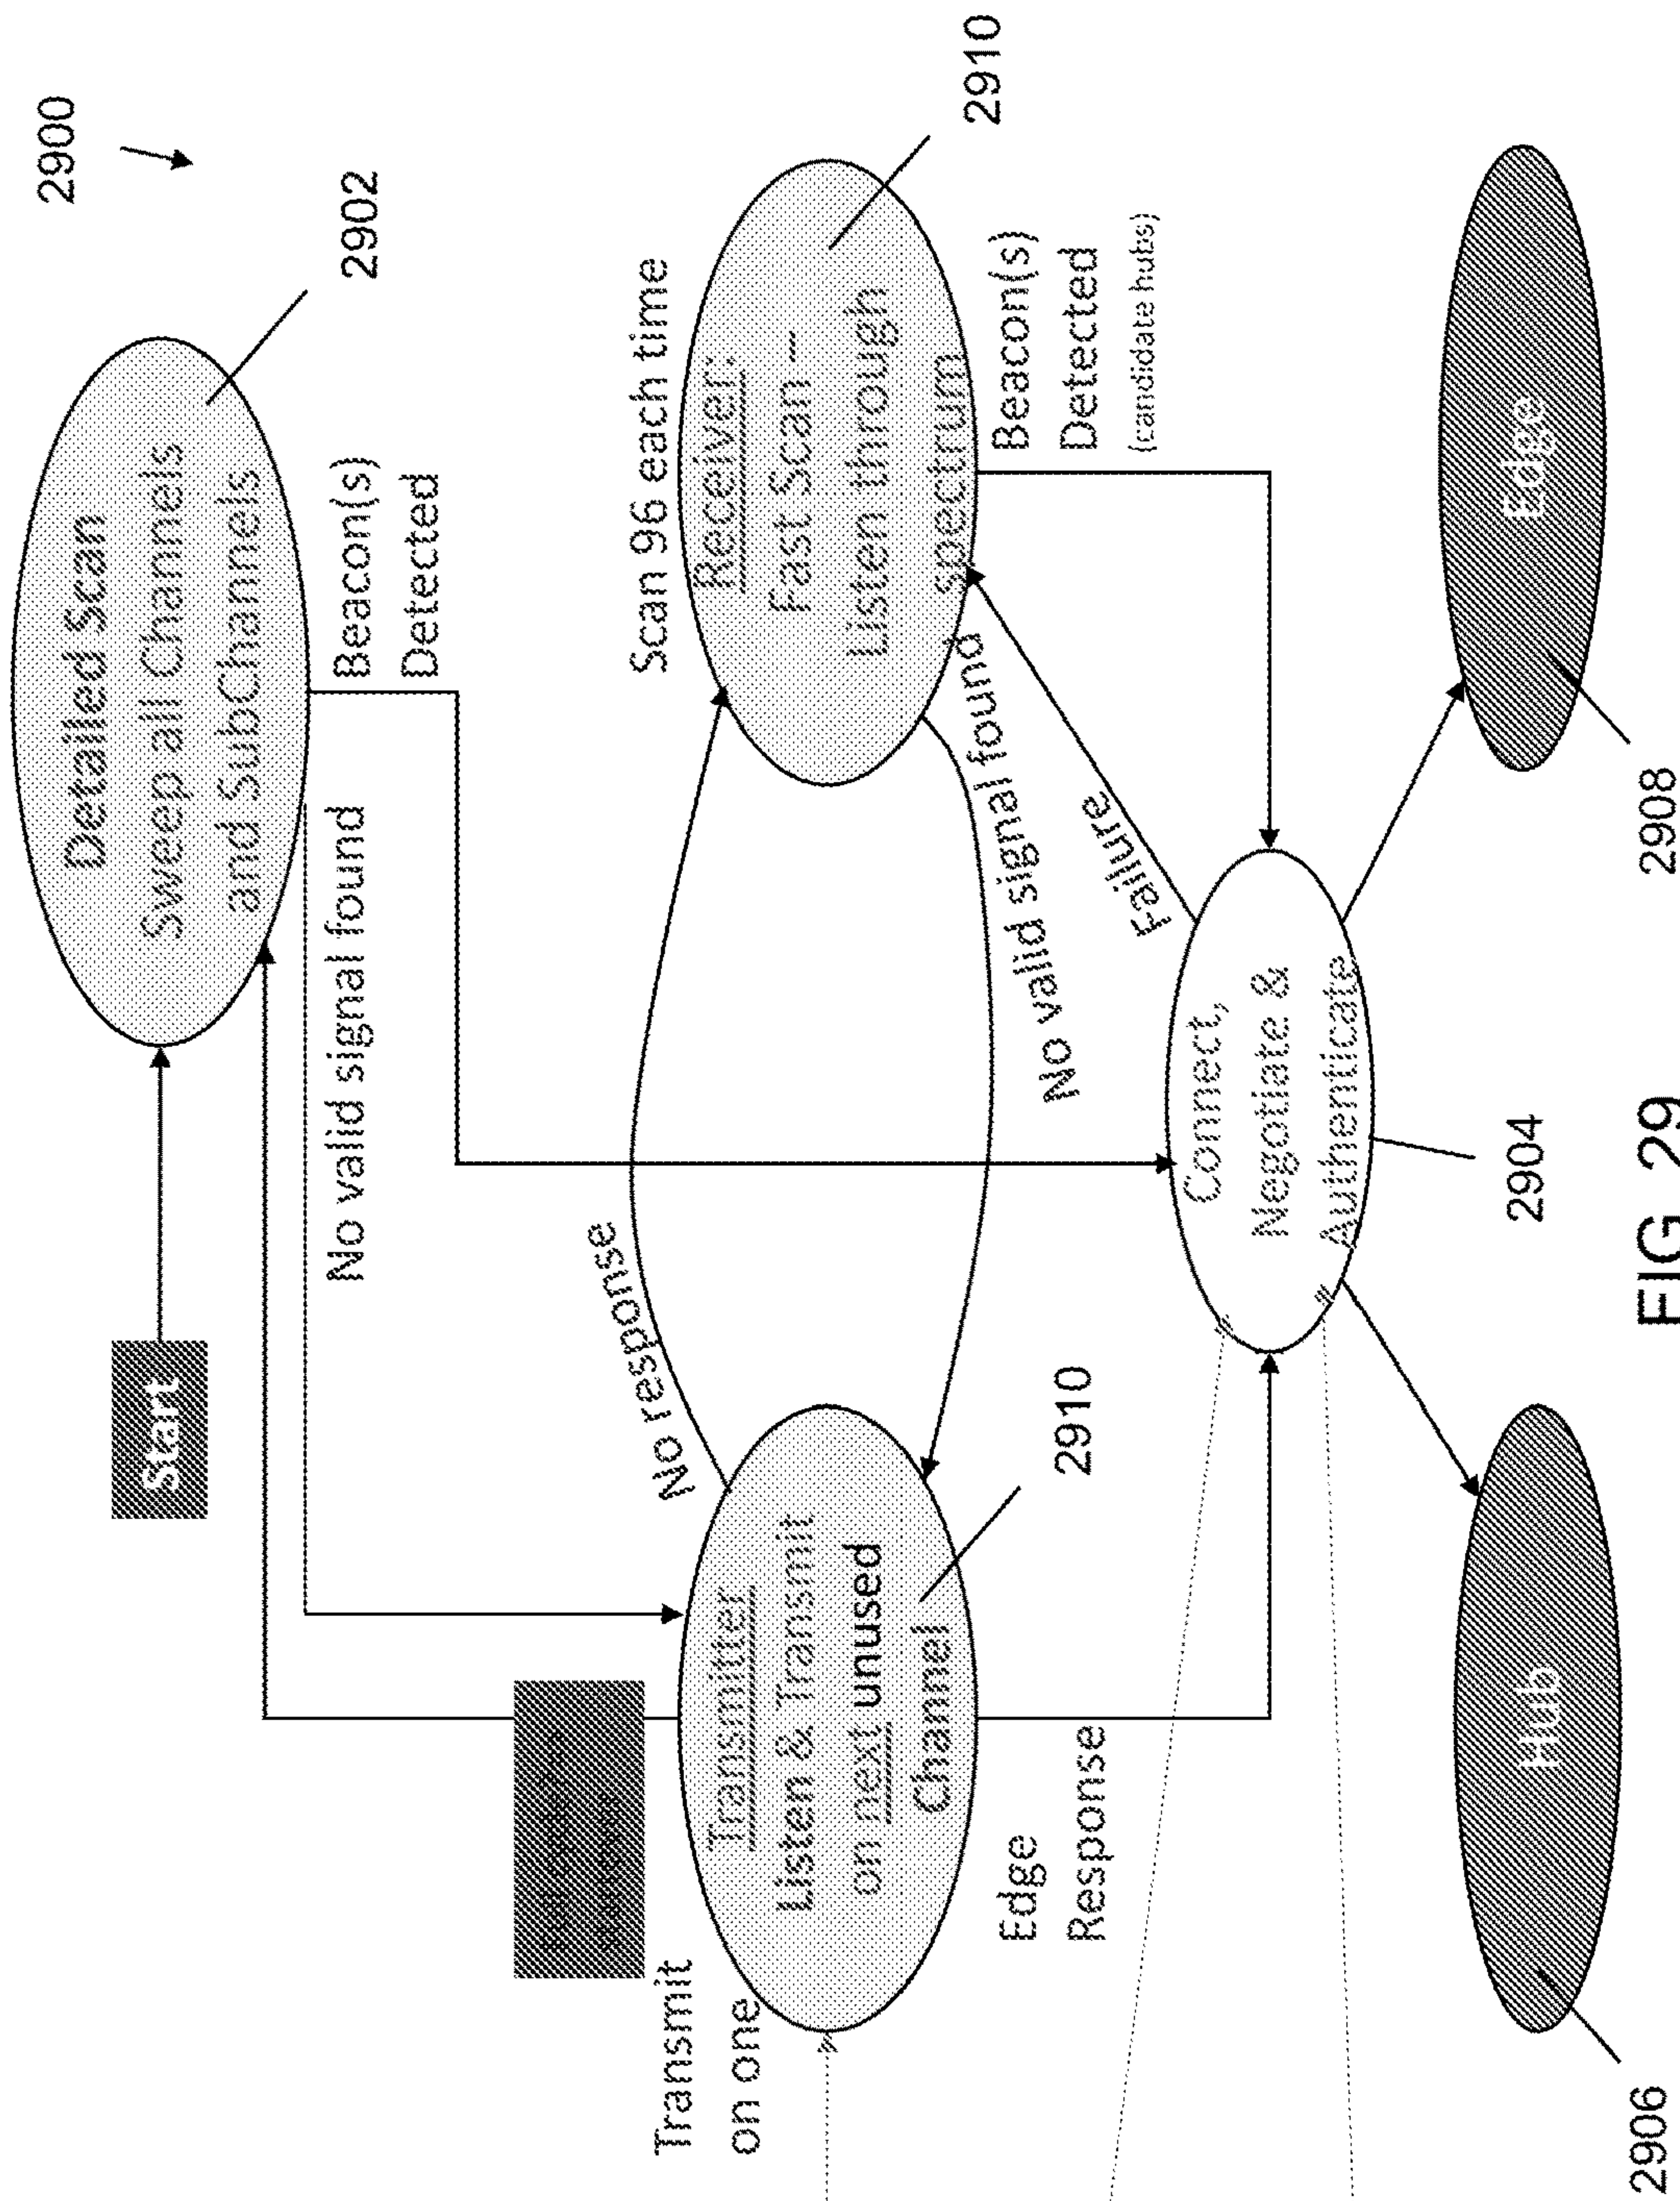 2900
Start
Detailed Scan
Sweep all Channels
and SubChannels
2902
No valid signal found
Beacon(s)
Detected
Transmit
on one
No response
Scan 96 each time
Transmitter
Listen & Transmit
on next unused
Channel
2910
Receiver:
Fast Scan –
Listen through
spectrum
2910
Edge
Response
No valid signal found
Failure
Beacon(s)
Detected
(candidate hubs)
Connect,
Negotiate &
Authenticate
2904
Hub
2906
Edge
2908
FIG. 29